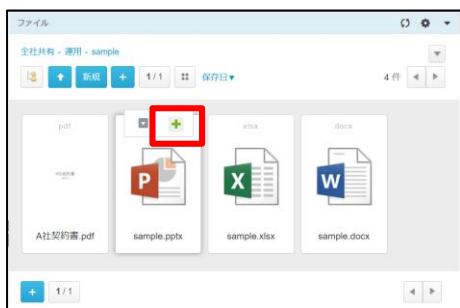 ファイル
全社共有 - 運用 - sample
新規 + 1/1 保存日▼ 4 件
pdf xlsx docx
A社契約書.pdf sample.pptx sample.xlsx sample.docx
+ 1/1